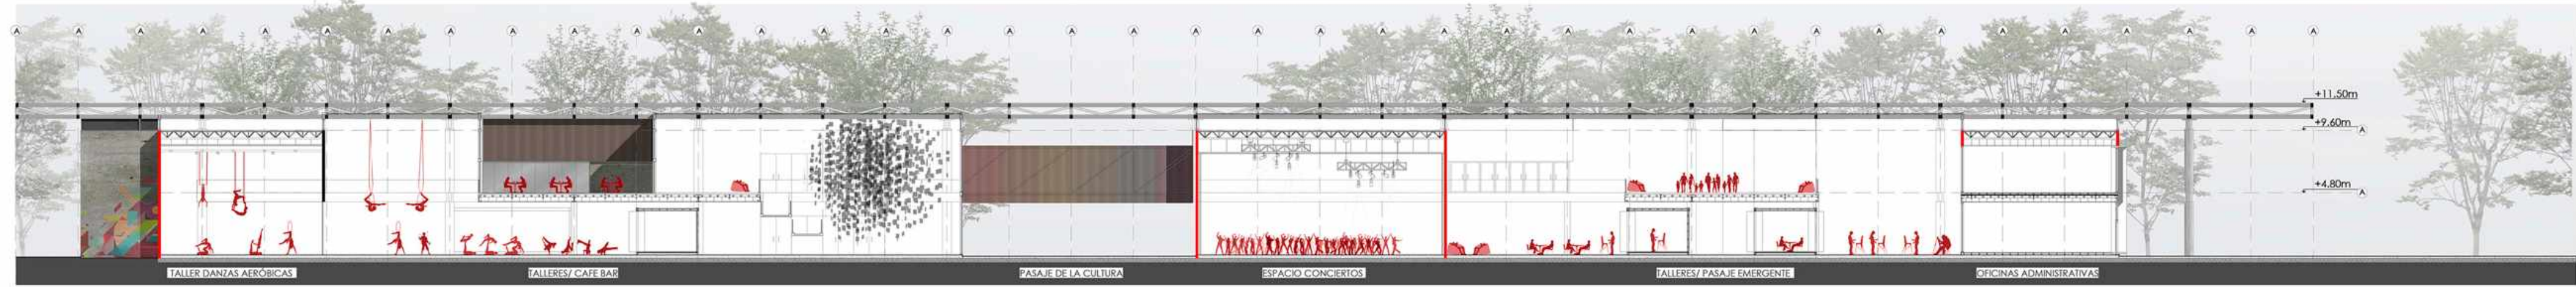 A A A A A A A A A A A A A A A A A A A A A A A A A A A A A A A A A A A A A A
+11.50m
+9.60m A
+4.80m A
TALLER DANZAS AERÓBICAS
TALLERES/ CAFE BAR
PASAJE DE LA CULTURA
ESPACIO CONCIERTOS
TALLERES/ PASAJE EMERGENTE
OFICINAS ADMINISTRATIVAS